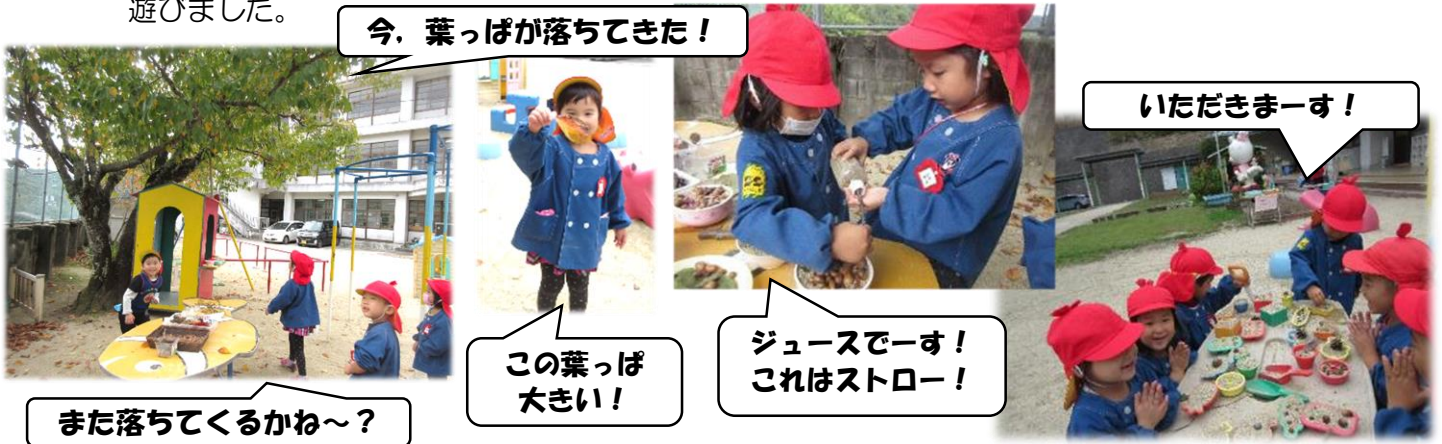 遊びました。
今，葉っぱが落ちてきた！
いただきまーす！
この葉っぱ
大きい！
ジュースでーす！
これはストロー！
また落ちてくるかね～？